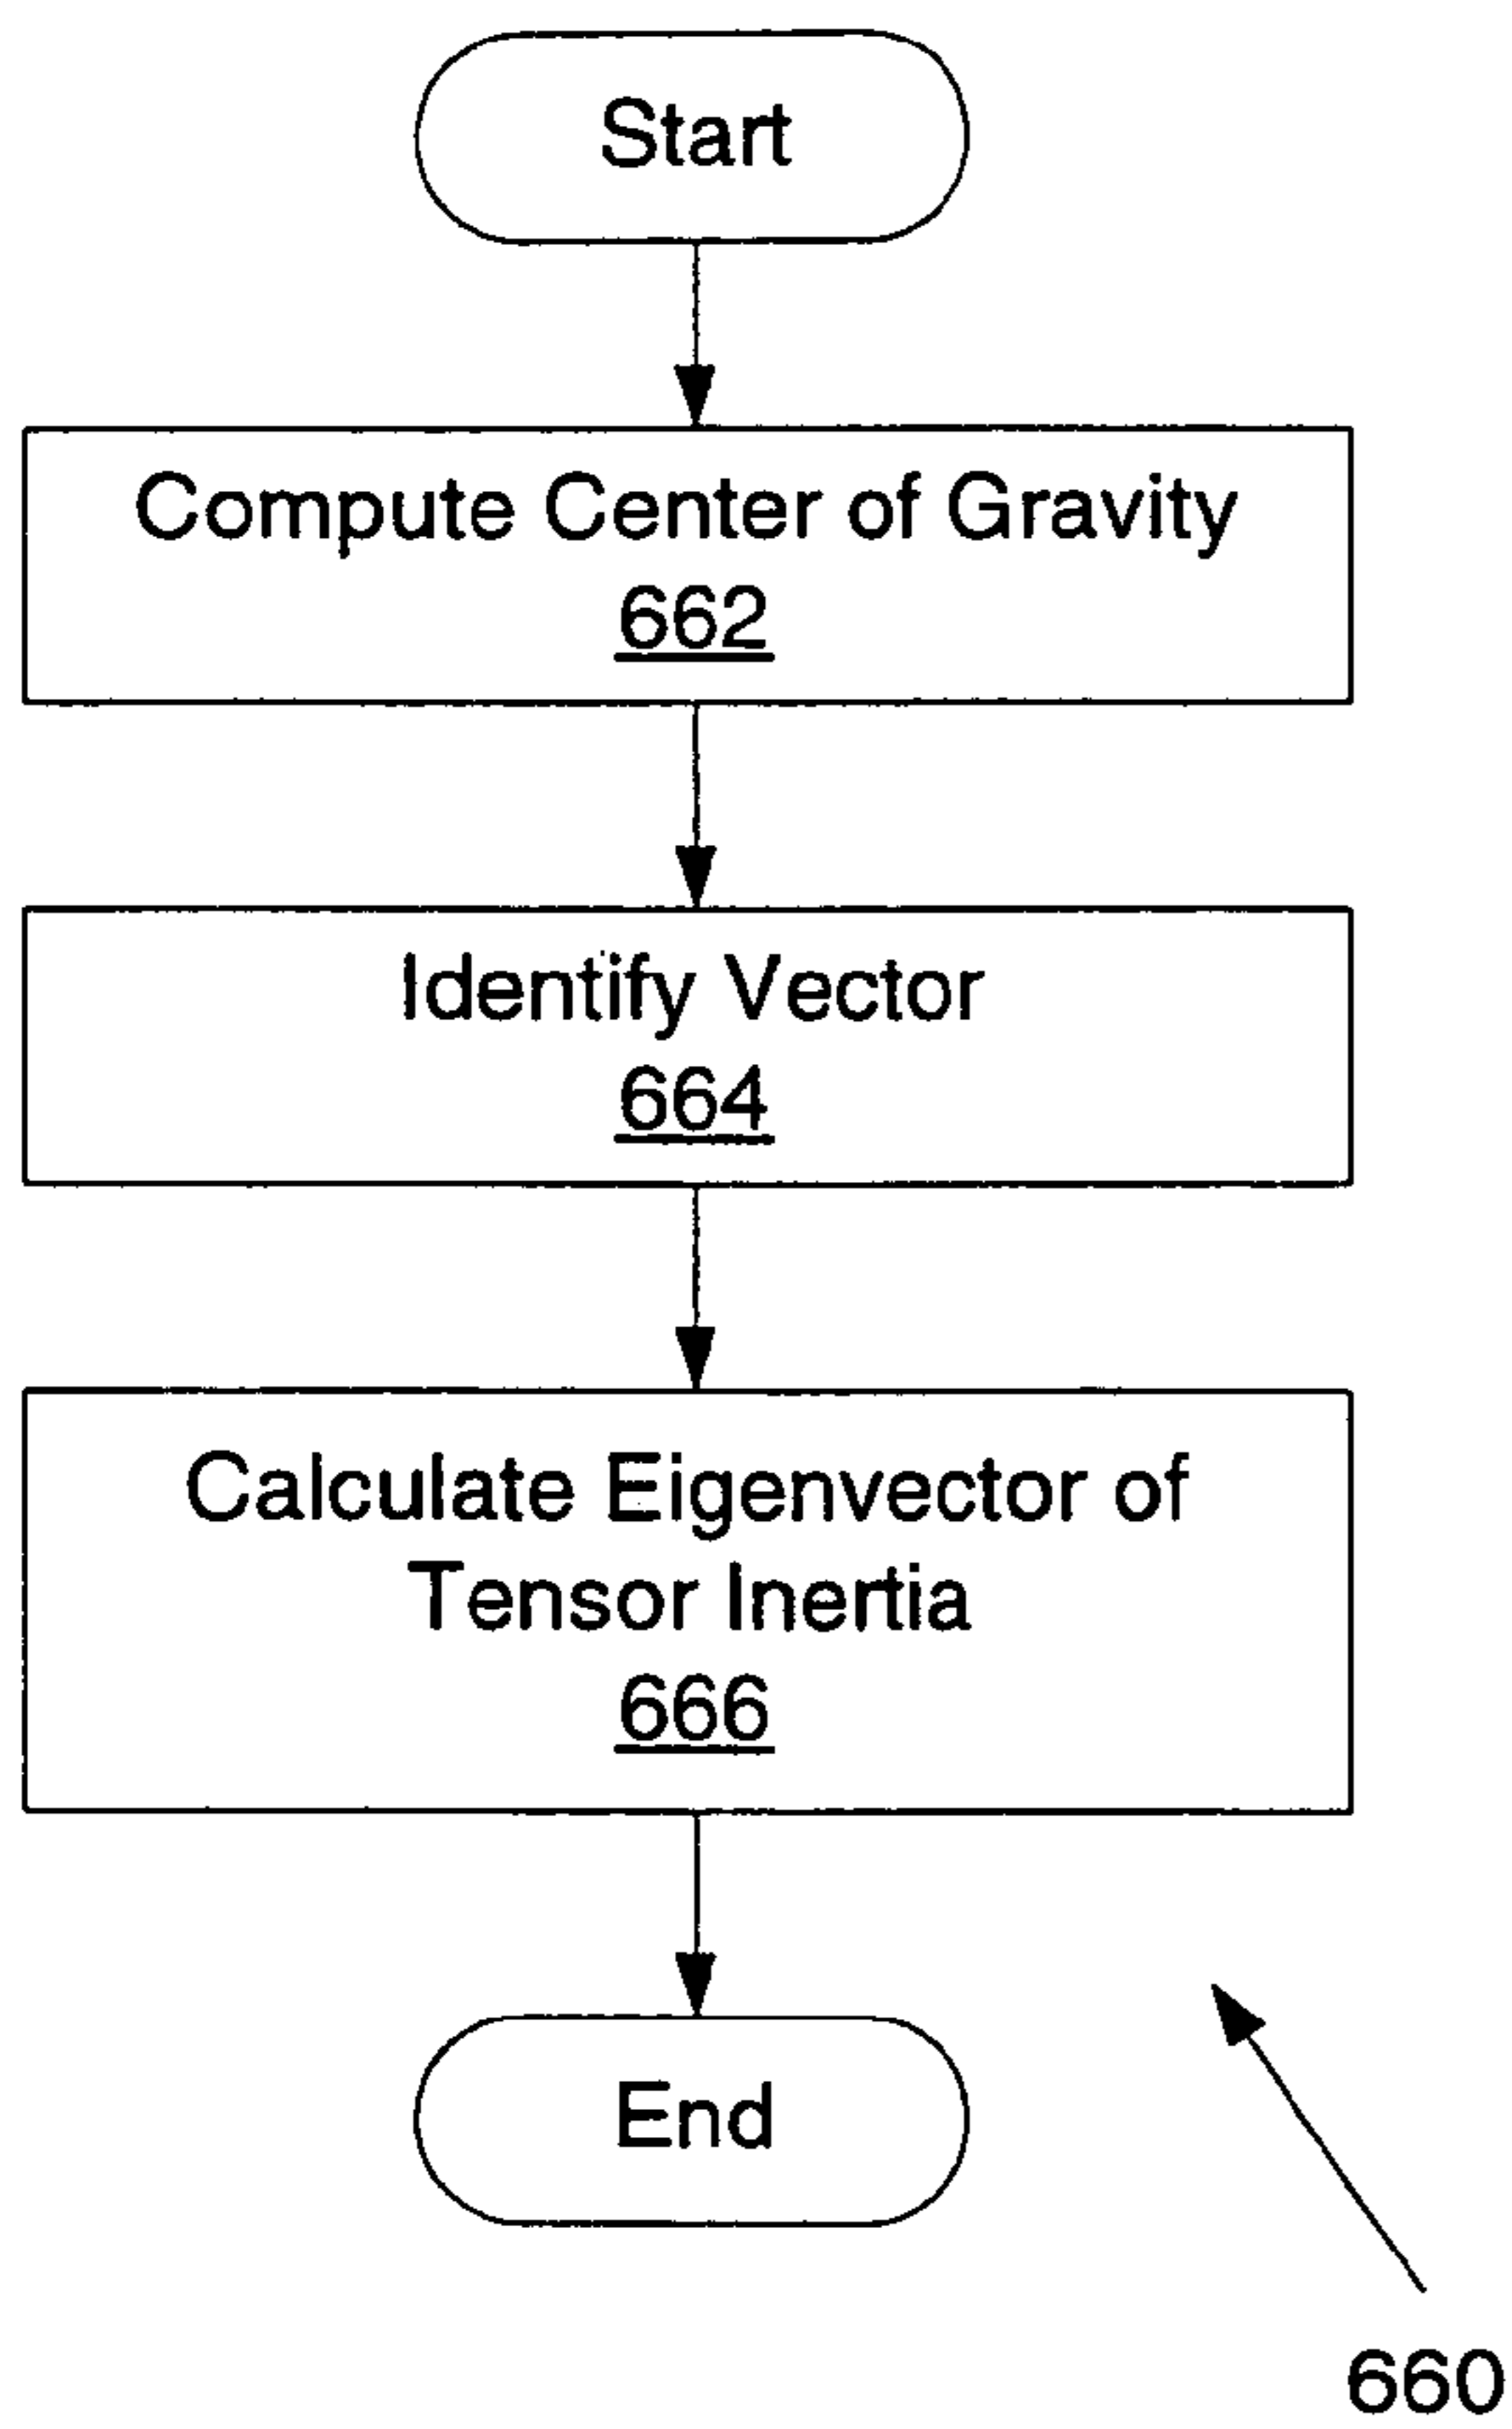 Start
Compute Center of Gravity
662
Identify Vector
664
Calculate Eigenvector of
Tensor Inertia
666
End
660